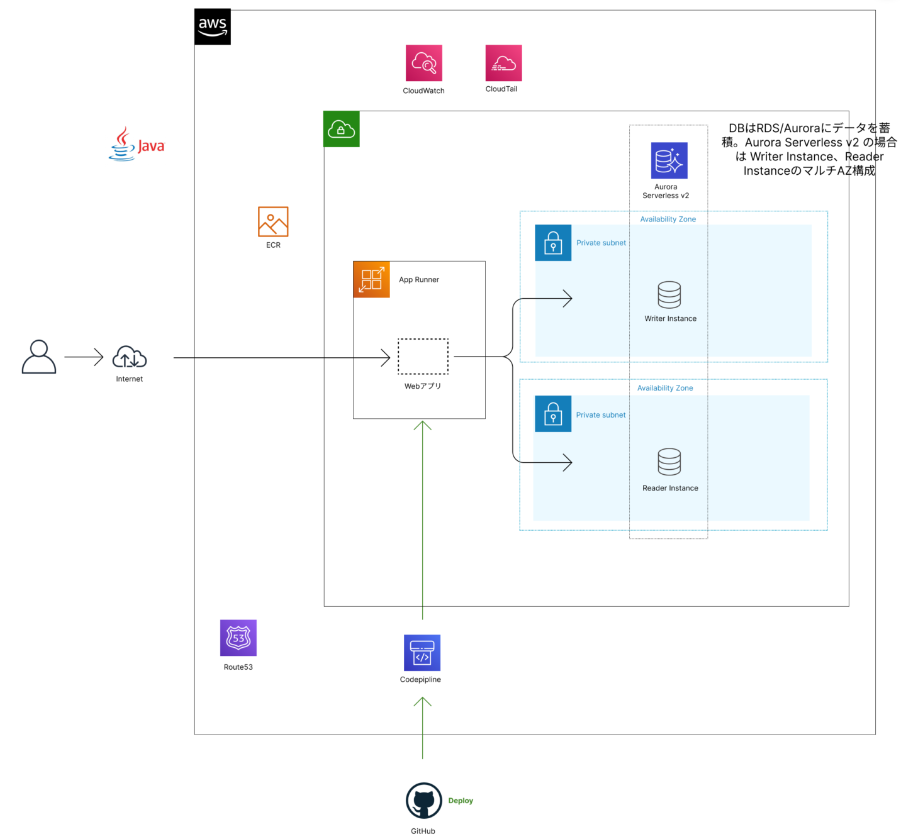 aws
CloudWatch
CloudTail
DBはRDS/Auroraにデータを蓄
積。Aurora Serverless v2 の場合
は Writer Instance、Reader
InstanceのマルチAZ構成
Java
Aurora
Serverless v2
Availability Zone
ECR
Private subnet
App Runner
Writer Instance
Internet
Webアプリ
Availability Zone
Private subnet
Reader Instance
53
Route53
Codepipline
Deploy
GitHub